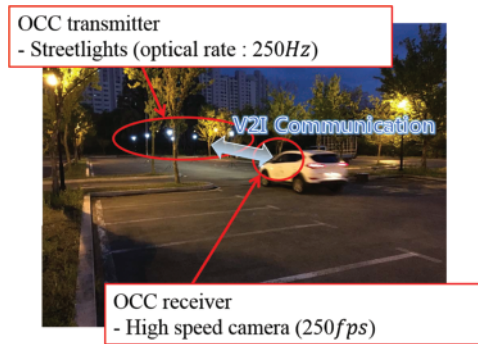 OCC transmitter
- Streetlights (optical rate : 250Hz)
V2I Communication
OCC receiver
- High speed camera (250fps)